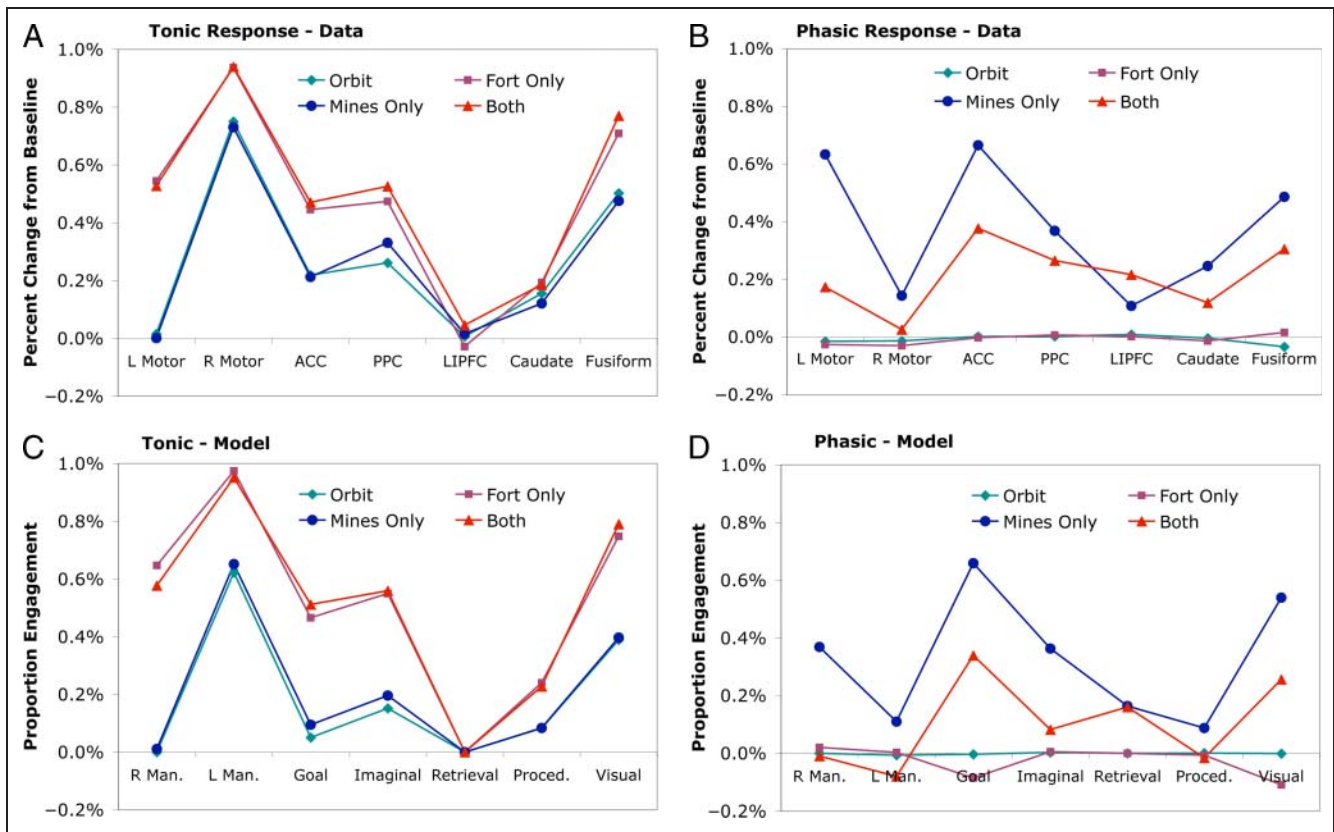 A
Tonic Response - Data
Percent Change from Baseline
1.0%
0.8%
0.6%
0.4%
0.2%
0.0%
−0.2%
Orbit
Fort Only
Mines Only
Both
L Motor R Motor ACC PPC LIPFC Caudate Fusiform
B
Phasic Response - Data
Percent Change from Baseline
1.0%
0.8%
0.6%
0.4%
0.2%
0.0%
−0.2%
Orbit
Fort Only
Mines Only
Both
L Motor R Motor ACC PPC LIPFC Caudate Fusiform
C
Tonic - Model
Proportion Engagement
1.0%
0.8%
0.6%
0.4%
0.2%
0.0%
−0.2%
Orbit
Fort Only
Mines Only
Both
R Man. L Man. Goal Imaginal Retrieval Proced. Visual
D
Phasic - Model
Proportion Engagement
1.0%
0.8%
0.6%
0.4%
0.2%
0.0%
−0.2%
Orbit
Fort Only
Mines Only
Both
R Man. L Man. Goal Imaginal Retrieval Proced. Visual